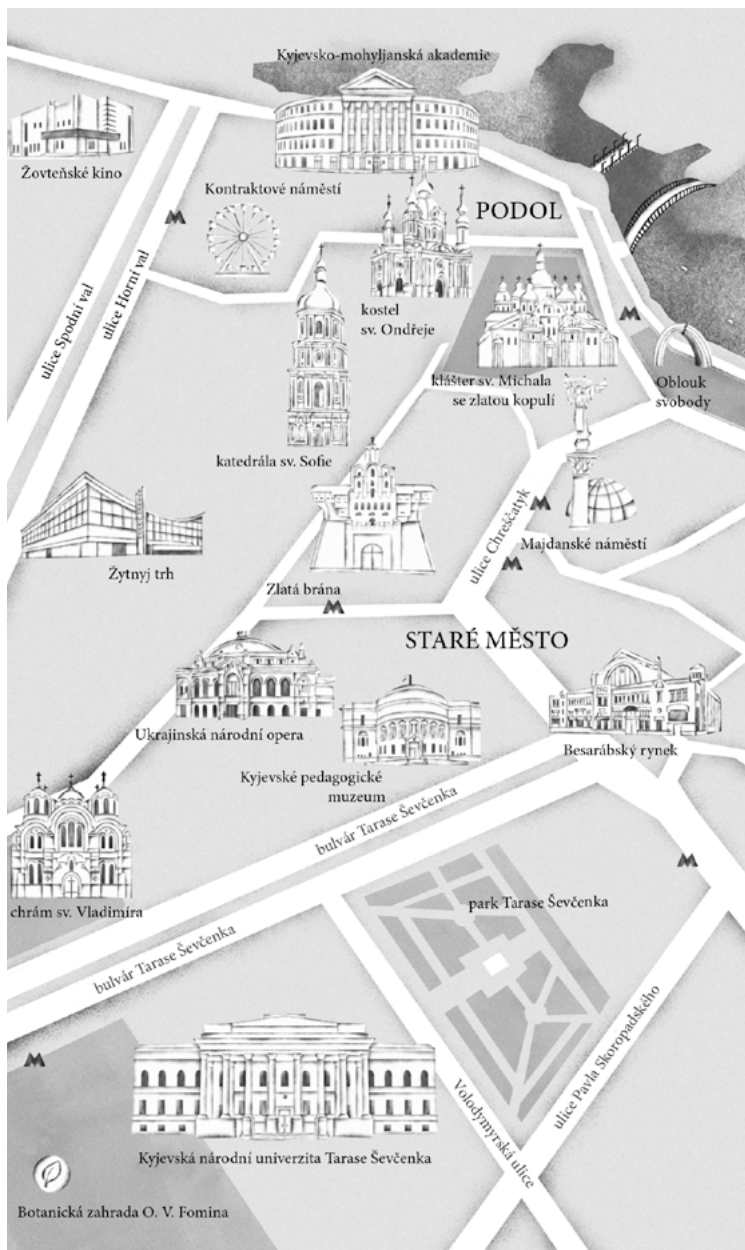 Kyjevsko-mohyljanská akademie
Žovteňské kino
Kontraktové náměstí
PODOL
M
ulice Spodní val
ulice Horní val
kostel
sv. Ondřeje
M
klášter sv. Michala
se zlatou kopulí
Oblouk
svobody
katedrála sv. Sofie
ulice Chreščatyk
M
Majdanské náměstí
M
Žytnyj trh
Zlatá brána
M
STARÉ MĚSTO
Ukrajinská národní opera
Kyjevské pedagogické
muzeum
Besarábský rynek
bulvár Tarase Ševčenka
M
chrám sv. Vladimíra
park Tarase Ševčenka
bulvár Tarase Ševčenka
M
ulice Pavla Skoropadského
Volodymyrská ulice
Kyjevská národní univerzita Tarase Ševčenka
Botanická zahrada O. V. Fomina